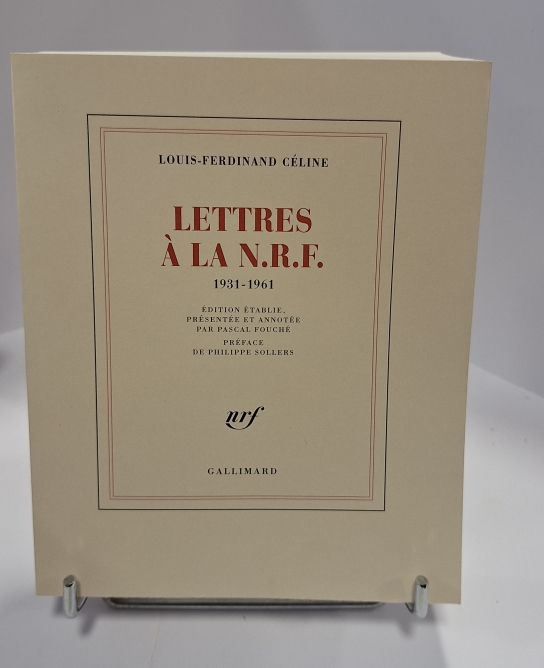 LOUIS-FERDINAND CÉLINE
LETTRES
À LA N.R.F.
1931-1961
ÉDITION ÉTABLIE,
PRÉSENTÉE ET ANNOTÉE
PAR PASCAL FOUCHÉ
PRÉFACE
DE PHILIPPE SOLLERS
nrf
GALLIMARD